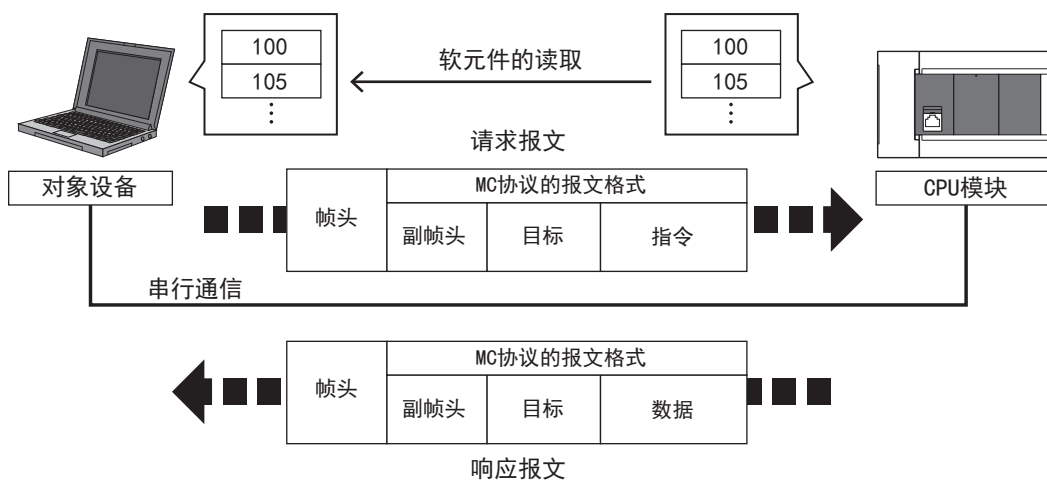 100
105
⋮
软元件的读取
100
105
⋮
请求报文
对象设备
CPU模块
帧头
MC协议的报文格式
副帧头
目标
指令
串行通信
帧头
MC协议的报文格式
副帧头
目标
数据
响应报文